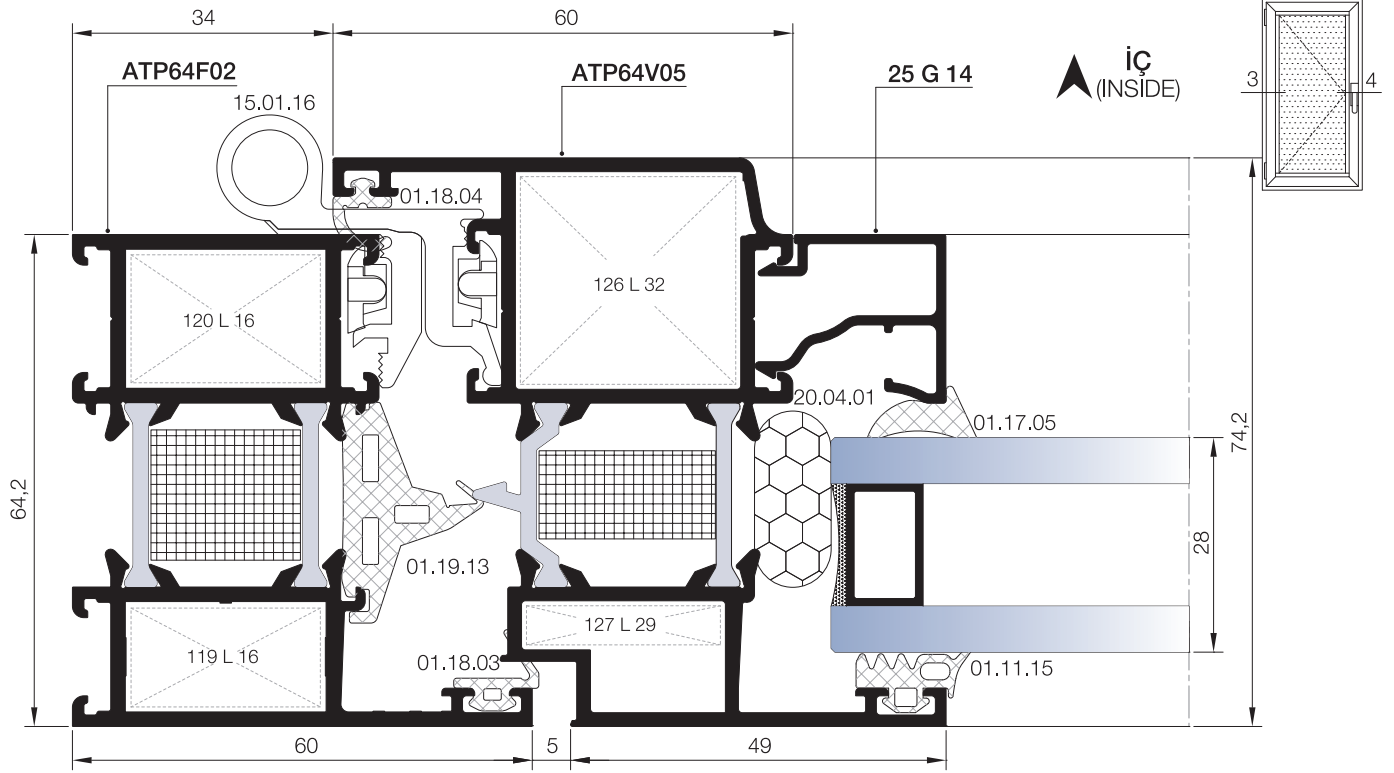 34
60
ATP64F02
ATP64V05
25 G 14
İÇ
(INSİDE)
3
4
15.01.16
01.18.04
126 L 32
120 L 16
20.04.01
01.17.05
74,2
64,2
28
01.19.13
127 L 29
119 L 16
01.18.03
01.11.15
60
5
49